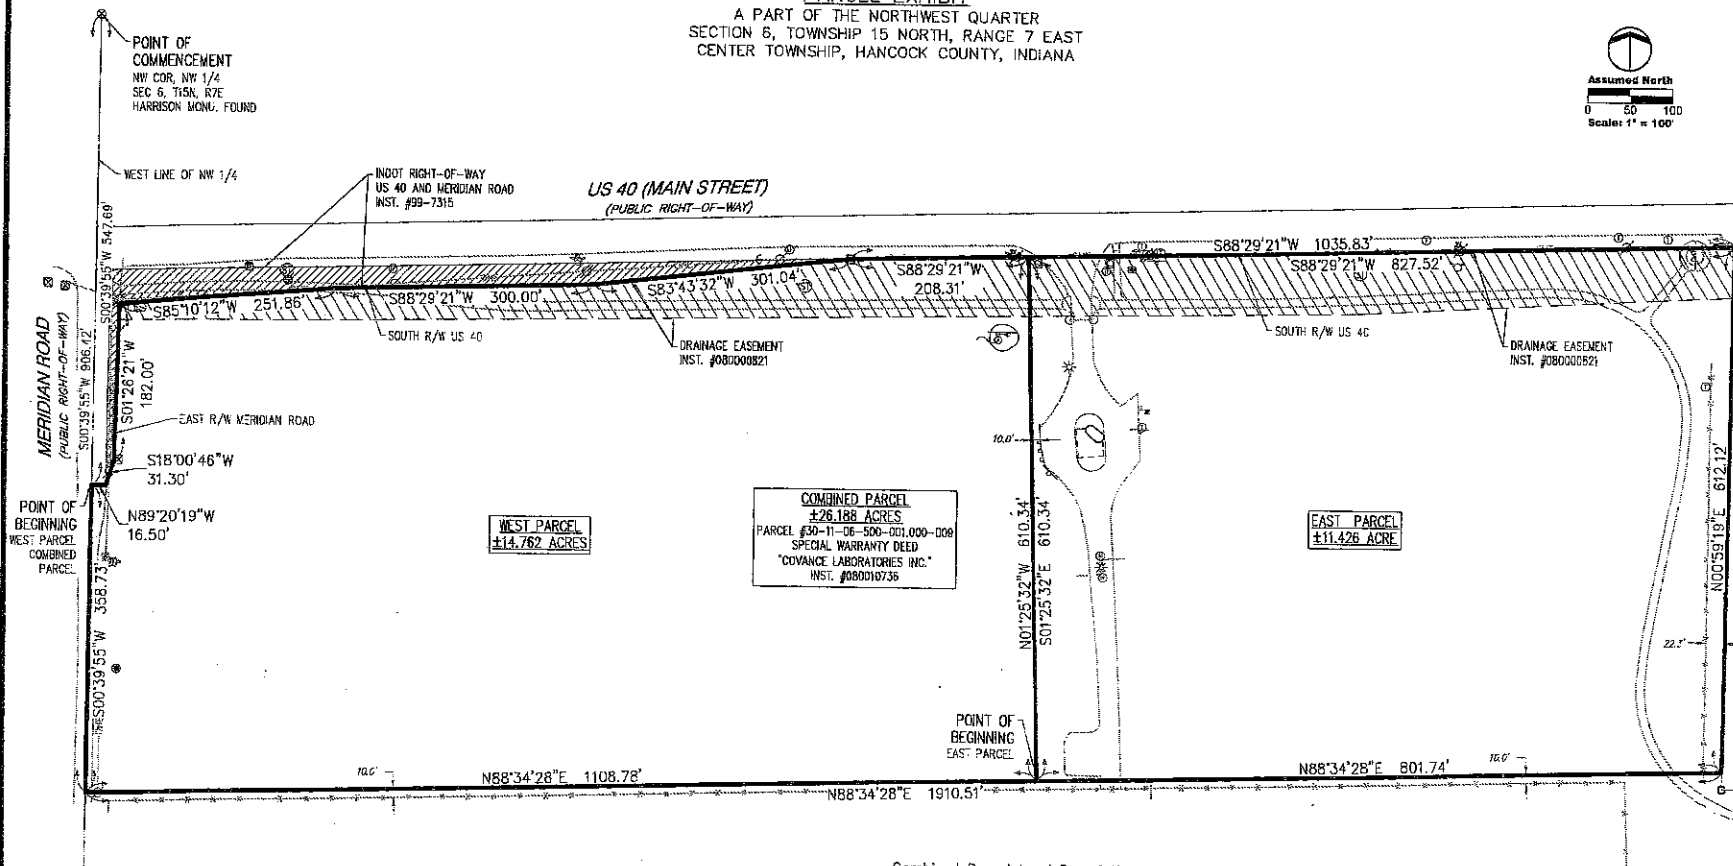 A PART OF THE NORTHWEST QUARTER
SECTION 6, TOWNSHIP 15 NORTH, RANGE 7 EAST
CENTER TOWNSHIP, HANCOCK COUNTY, INDIANA
POINT OF
COMMENCEMENT
NW COR, NW 1/4
SEC 6, T15N, R7E
HARRISON MONU. FOUND
Assumed North
0 50 100
Scale: 1" = 100'
WEST LINE OF NW 1/4
INDOT RIGHT-OF-WAY
US 40 AND MERIDIAN ROAD
INST. #99-7315
US 40 (MAIN STREET)
(PUBLIC RIGHT-OF-WAY)
S00°39'55"W 547.69'
S88°29'21"W 1035.83'
S88°29'21"W 827.52'
S88°29'21"W
208.31'
S83°43'32"W 301.04'
S88°29'21"W 300.00'
S85°10'12"W 251.86'
SOUTH R/W US 40
DRAINAGE EASEMENT
INST. #080000821
SOUTH R/W US 40
DRAINAGE EASEMENT
INST. #080000821
MERIDIAN ROAD
(PUBLIC RIGHT-OF-WAY)
S00°39'55"W 906.42'
S01°26'21"W
182.00'
EAST R/W MERIDIAN ROAD
S18°00'46"W
31.30'
N89°20'19"W
16.50'
POINT OF
BEGINNING
WEST PARCEL
COMBINED
PARCEL
WEST PARCEL
±14.762 ACRES
COMBINED PARCEL
±26.188 ACRES
PARCEL #30-11-06-500-001.000-009
SPECIAL WARRANTY DEED
"COVANCE LABORATORIES INC."
INST. #080010736
10.0'
N01°25'32"W 610.34'
S01°25'32"E 610.34'
EAST PARCEL
±11.426 ACRE
N00°59'19"E 612.12'
22.3'
S00°39'55"W 358.73'
POINT OF
BEGINNING
EAST PARCEL
N88°34'28"E 1108.78'
N88°34'28"E 801.74'
N88°34'28"E 1910.51'